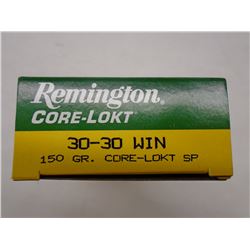 Remington®
CORE-LOKT®
30-30 WIN
150 GR. CORE-LOKT SP